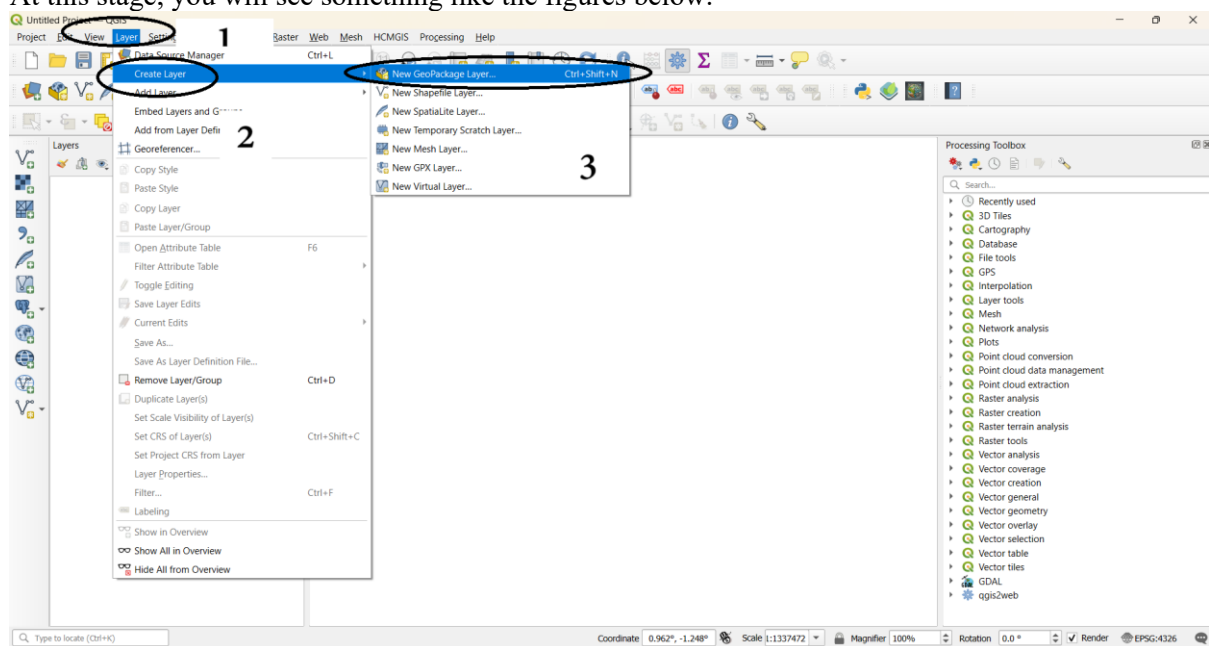 At this stage, you will see something like the figures below.
Untitled Project — QGIS
Project Edit View Layer Setti 1 Raster Web Mesh HCMGIS Processing Help
Data Source Manager Ctrl+L
Create Layer
New GeoPackage Layer... Ctrl+Shift+N
Add Layer
New Shapefile Layer...
Embed Layers and G
New SpatiaLite Layer...
Add from Layer Defi
2
New Temporary Scratch Layer...
Georeferencer...
New Mesh Layer...
Copy Style
New GPX Layer...
3
Paste Style
New Virtual Layer...
Copy Layer
Paste Layer/Group
Open Attribute Table F6
Filter Attribute Table
Toggle Editing
Save Layer Edits
Current Edits
Save As...
Save As Layer Definition File...
Remove Layer/Group Ctrl+D
Duplicate Layer(s)
Set Scale Visibility of Layer(s)
Set CRS of Layer(s) Ctrl+Shift+C
Set Project CRS from Layer
Layer Properties...
Filter... Ctrl+F
Labeling
Show in Overview
Show All in Overview
Hide All from Overview
Layers
Processing Toolbox
Search...
Recently used
3D Tiles
Cartography
Database
File tools
GPS
Interpolation
Layer tools
Mesh
Network analysis
Plots
Point cloud conversion
Point cloud data management
Point cloud extraction
Raster analysis
Raster creation
Raster terrain analysis
Raster tools
Vector analysis
Vector coverage
Vector creation
Vector general
Vector geometry
Vector overlay
Vector selection
Vector table
Vector tiles
GDAL
qgis2web
Type to locate (Ctrl+K) Coordinate 0.962°, -1.248° Scale 1:1337472 Magnifier 100% Rotation 0.0 ° Render EPSG:4326